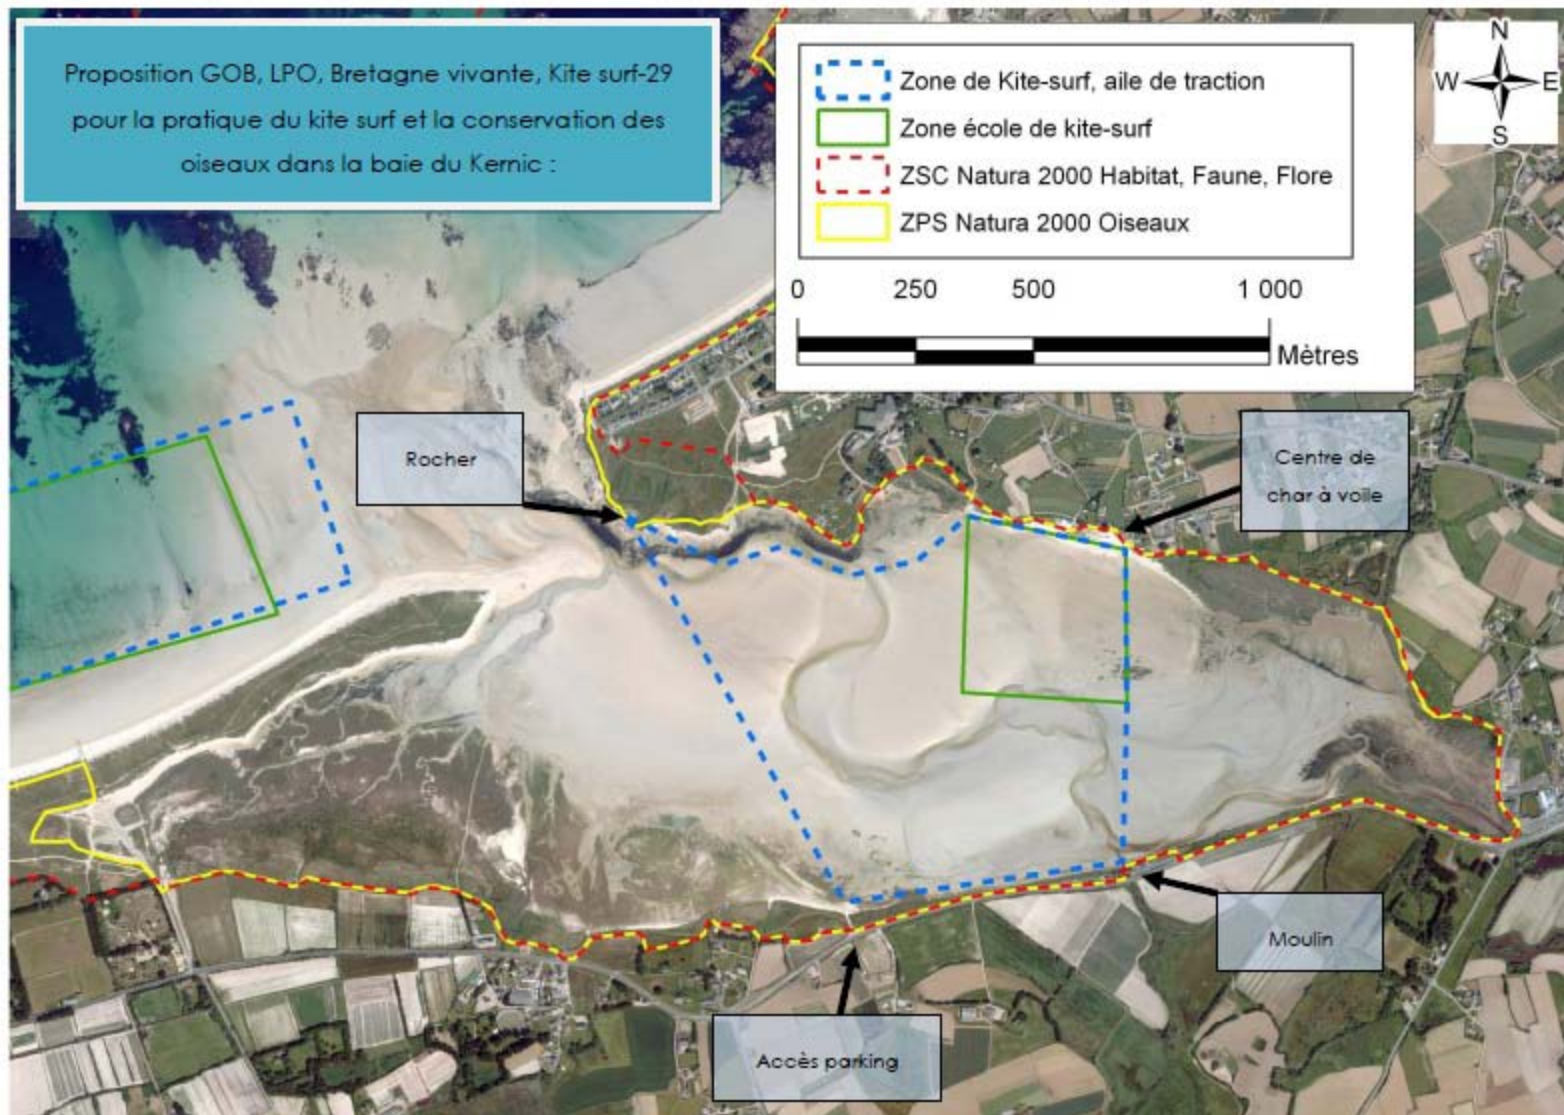 Proposition GOB, LPO, Bretagne vivante, Kite surf-29
pour la pratique du kite surf et la conservation des
oiseaux dans la baie du Kernic :
Zone de Kite-surf, aile de traction
Zone école de kite-surf
ZSC Natura 2000 Habitat, Faune, Flore
ZPS Natura 2000 Oiseaux
0 250 500 1 000
Mètres
N
W E
S
Rocher
Centre de
char à voile
Moulin
Accès parking